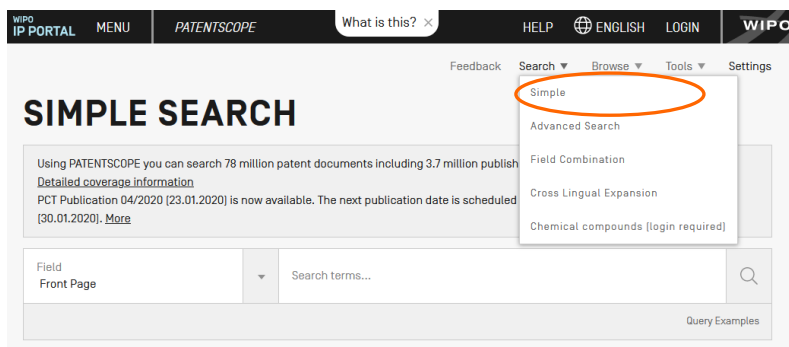 WIPO
IP PORTAL MENU PATENTSCOPE What is this? × HELP ENGLISH LOGIN WIPO
Feedback Search ▼ Browse ▼ Tools ▼ Settings
SIMPLE SEARCH
Simple
Advanced Search
Field Combination
Cross Lingual Expansion
Chemical compounds (login required)
Using PATENTSCOPE you can search 78 million patent documents including 3.7 million publish
Detailed coverage information
PCT Publication 04/2020 (23.01.2020) is now available. The next publication date is scheduled
(30.01.2020). More
Field
Front Page
Search terms...
Query Examples